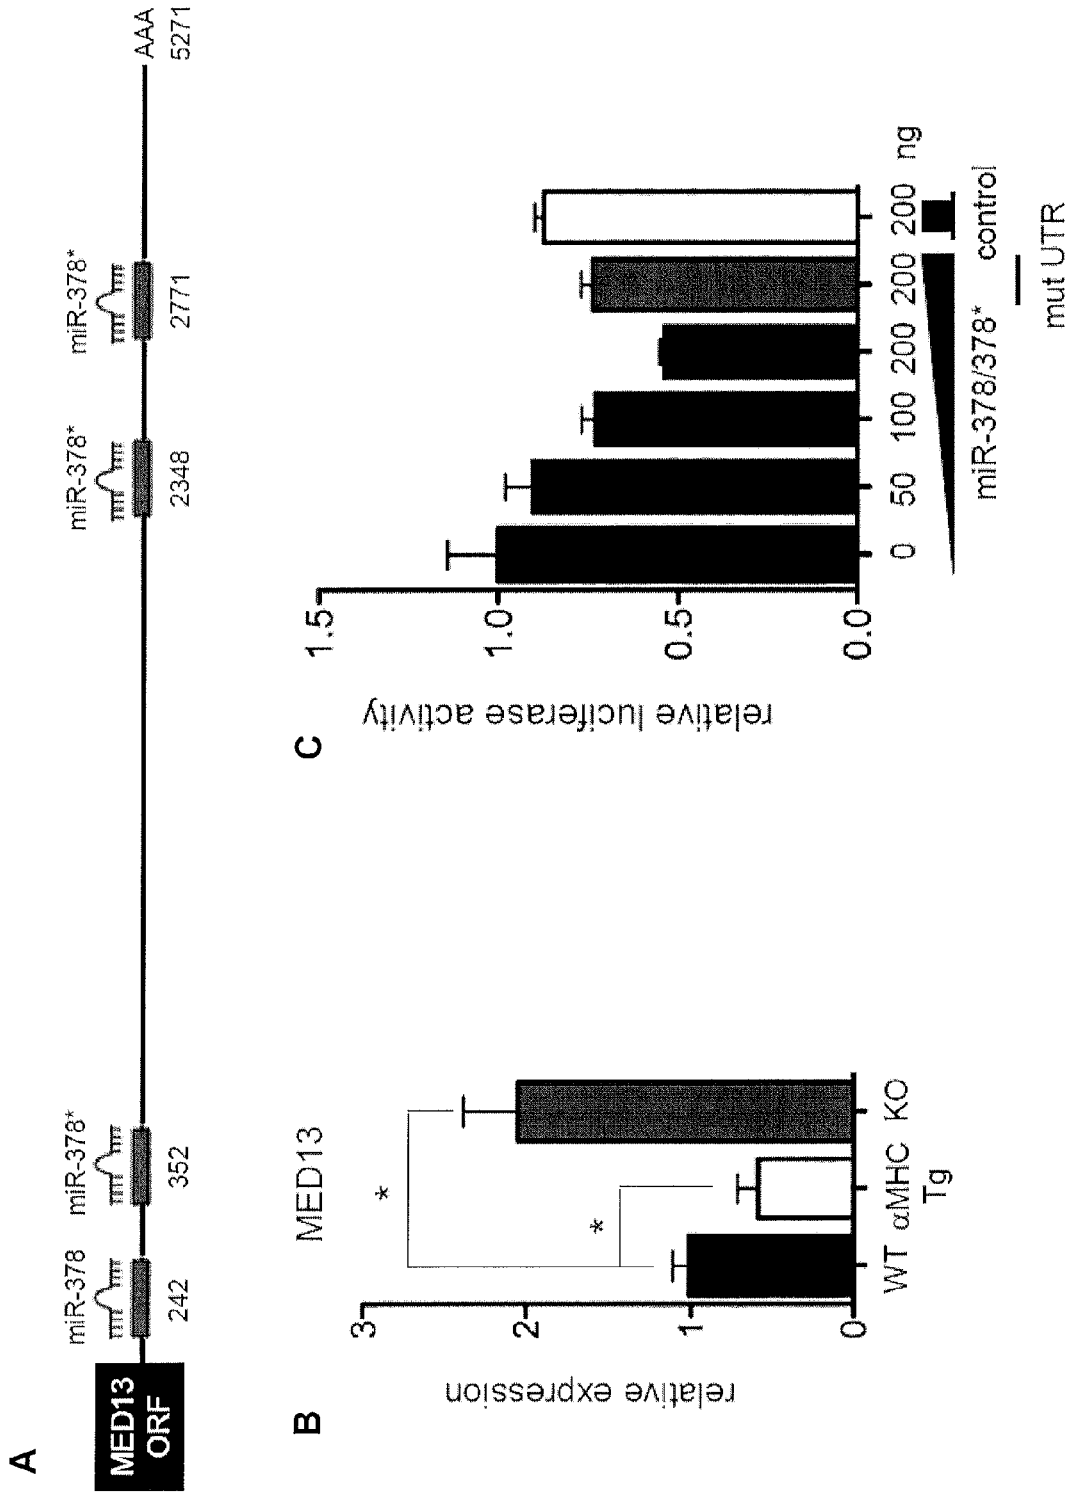 A
miR-378 miR-378* miR-378* miR-378*
MED13
ORF
AAA
242 352 2348 2771 5271
B
MED13
relative expression
3
2
1
0
*
*
WT αMHC KO
Tg
C
relative luciferase activity
1.5
1.0
0.5
0.0
0 50 100 200 200 200 ng
miR-378/378* control
mut UTR